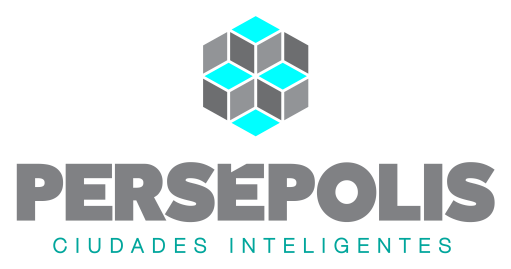 PERSÉPOLIS
CIUDADES INTELIGENTES